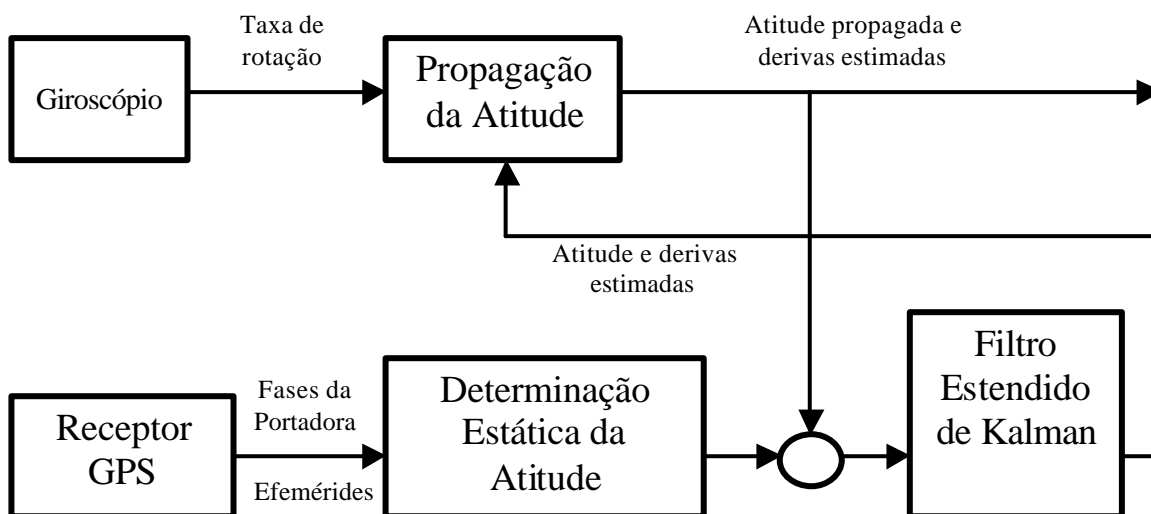 Taxa de
rotação
Atitude propagada e
derivas estimadas
Giroscópio
Propagação
da Atitude
Atitude e derivas
estimadas
Receptor
GPS
Fases da
Portadora
Efemérides
Determinação
Estática da
Atitude
Filtro
Estendido
de Kalman